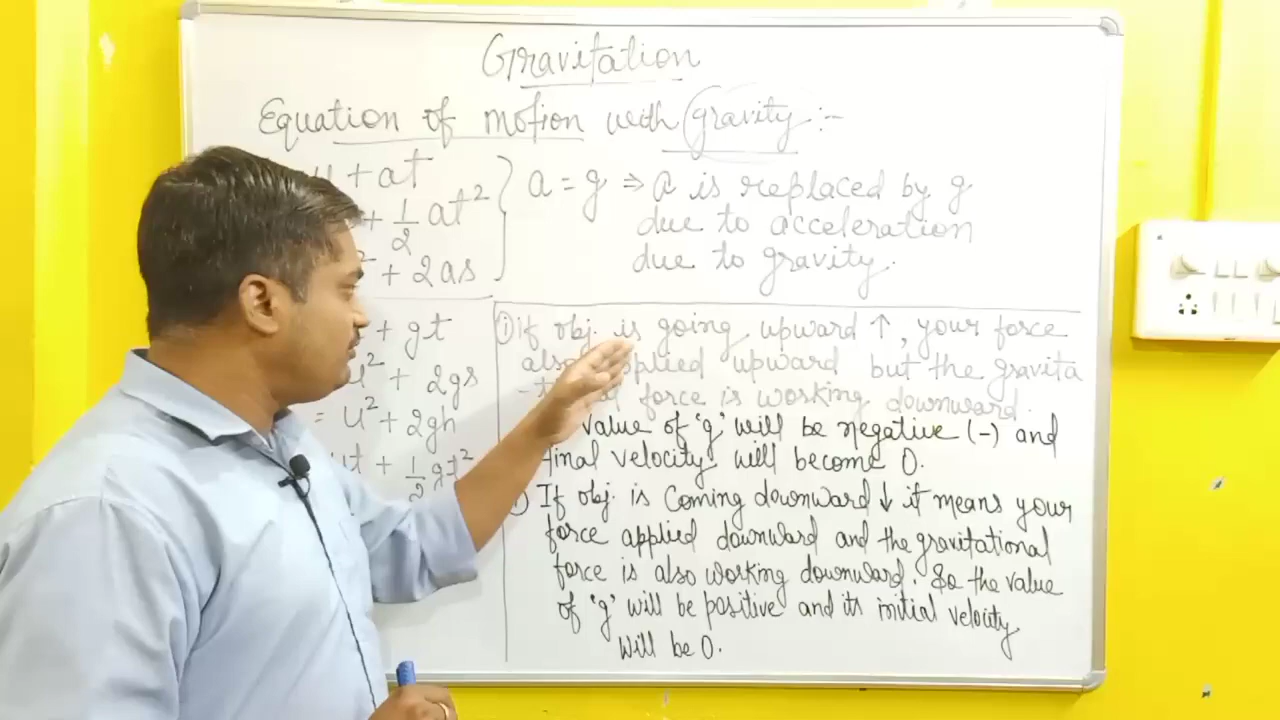 Gravitation
Equation of motion with gravity :-
+ at
+ 1/2 at²
² + 2as
a = g ⇒ a is replaced by g
due to acceleration
due to gravity.
+ gt
u² + 2gs
= u² + 2gh
ut + 1/2 gt²
(i) if obj. is going upward ↑, your force
also applied upward but the gravita
force is working downward.
value of 'g' will be negative (-) and
final velocity will become 0.
If obj. is coming downward ↓ it means your
force applied downward and the gravitational
force is also working downward. So the value
of 'g' will be positive and its initial velocity
will be 0.